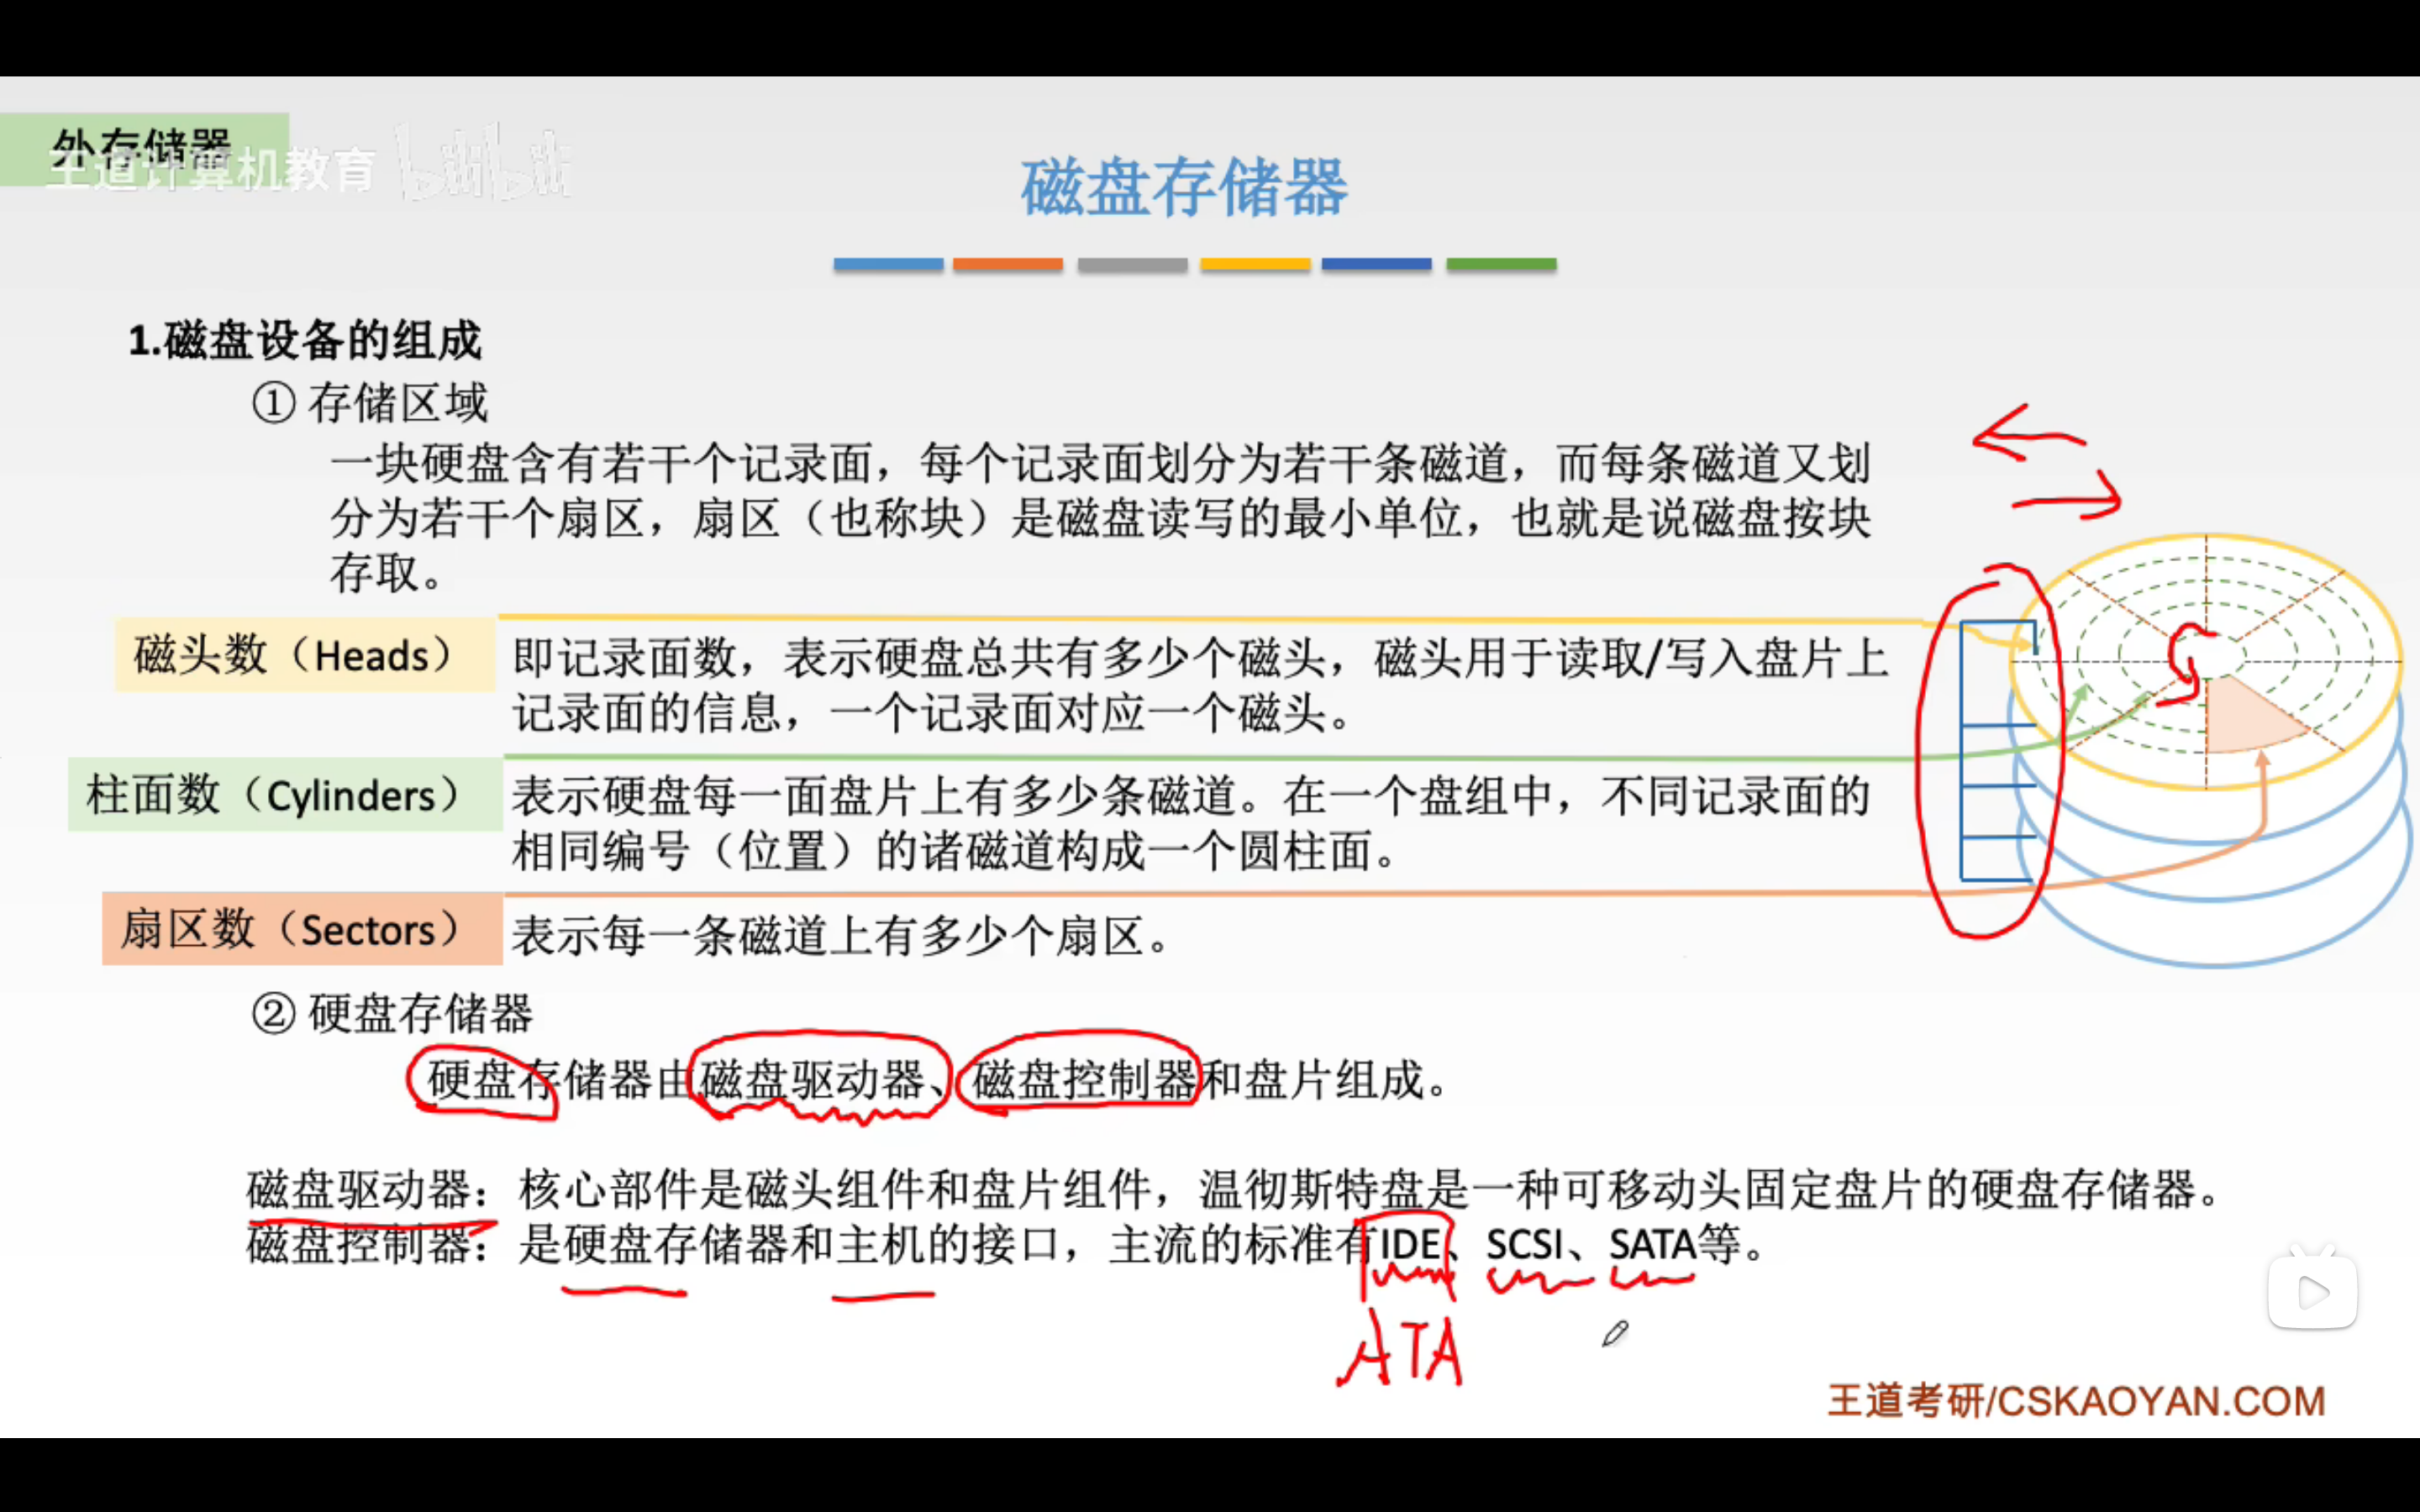 外存储器
王道计算机教育 bilibili
磁盘存储器
1.磁盘设备的组成
① 存储区域
一块硬盘含有若干个记录面，每个记录面划分为若干条磁道，而每条磁道又划
分为若干个扇区，扇区（也称块）是磁盘读写的最小单位，也就是说磁盘按块
存取。
磁头数（Heads）
即记录面数，表示硬盘总共有多少个磁头，磁头用于读取/写入盘片上
记录面的信息，一个记录面对应一个磁头。
柱面数（Cylinders）
表示硬盘每一面盘片上有多少条磁道。在一个盘组中，不同记录面的
相同编号（位置）的诸磁道构成一个圆柱面。
扇区数（Sectors）
表示每一条磁道上有多少个扇区。
② 硬盘存储器
硬盘存储器由磁盘驱动器、磁盘控制器和盘片组成。
磁盘驱动器：核心部件是磁头组件和盘片组件，温彻斯特盘是一种可移动头固定盘片的硬盘存储器。
磁盘控制器：是硬盘存储器和主机的接口，主流的标准有IDE、SCSI、SATA等。
ATA
王道考研/CSKAOYAN.COM